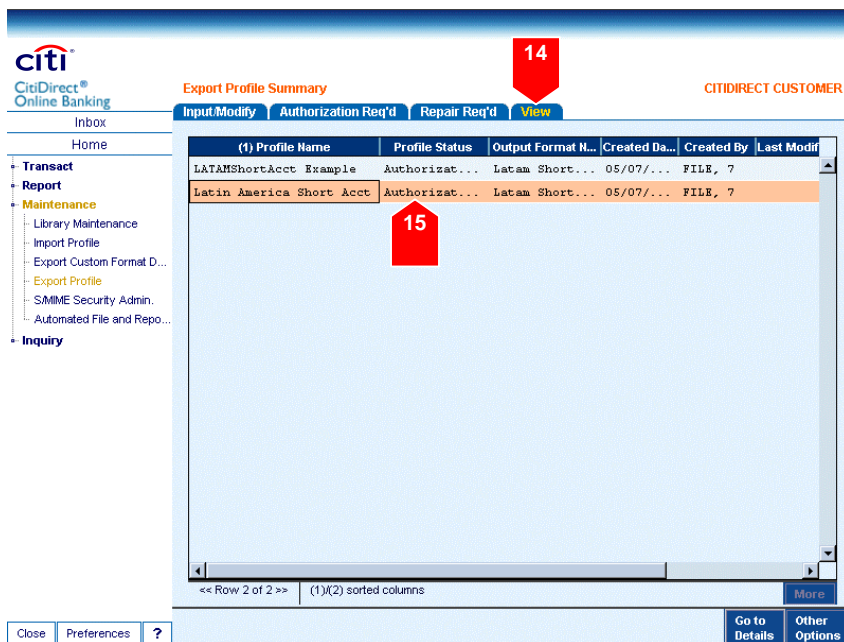 14
citi®
CitiDirect®
Online Banking
Export Profile Summary
CITIDIRECT CUSTOMER
Inbox
Home
Input/Modify Authorization Req'd Repair Req'd View
(1) Profile Name Profile Status Output Format N... Created Da... Created By Last Modif
LATAMShortAcct Example Authorizat... Latam Short... 05/07/... FILE, 7
Latin America Short Acct Authorizat... Latam Short... 05/07/... FILE, 7
15
Transact
Report
Maintenance
Library Maintenance
Import Profile
Export Custom Format D...
Export Profile
S/MIME Security Admin.
Automated File and Repo...
Inquiry
<< Row 2 of 2 >> (1)/(2) sorted columns
More
Close Preferences ?
Go to Details
Other Options